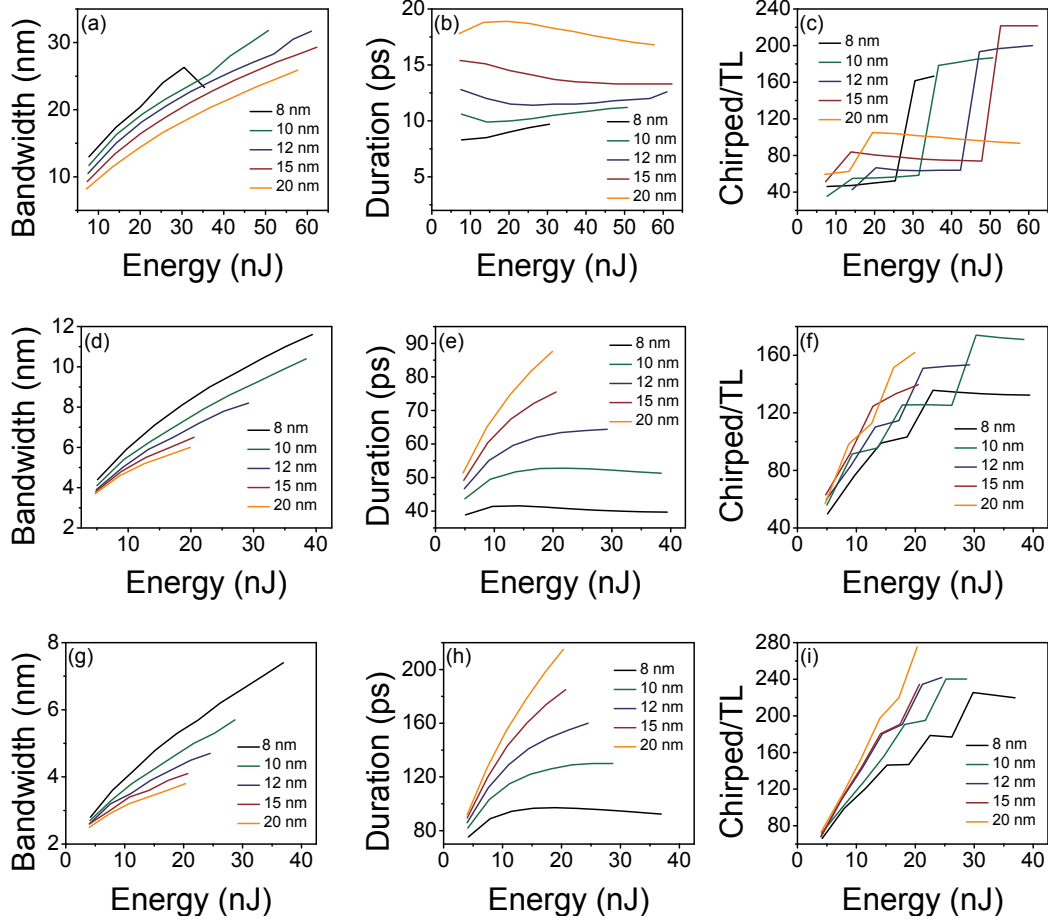 (a)
Bandwidth (nm)
30
20
10
8 nm
10 nm
12 nm
15 nm
20 nm
10 20 30 40 50 60
Energy (nJ)
(b)
Duration (ps)
20
15
10
5
8 nm
10 nm
12 nm
15 nm
20 nm
0 10 20 30 40 50 60
Energy (nJ)
(c)
Chirped/TL
240
200
160
120
80
40
8 nm
10 nm
12 nm
15 nm
20 nm
0 10 20 30 40 50 60
Energy (nJ)
(d)
Bandwidth (nm)
12
10
8
6
4
2
8 nm
10 nm
12 nm
15 nm
20 nm
0 10 20 30 40
Energy (nJ)
(e)
Duration (ps)
90
80
70
60
50
40
8 nm
10 nm
12 nm
15 nm
20 nm
0 10 20 30 40
Energy (nJ)
(f)
Chirped/TL
160
120
80
40
8 nm
10 nm
12 nm
15 nm
20 nm
0 10 20 30 40
Energy (nJ)
(g)
Bandwidth (nm)
8
6
4
2
8 nm
10 nm
12 nm
15 nm
20 nm
0 10 20 30 40
Energy (nJ)
(h)
Duration (ps)
200
160
120
80
8 nm
10 nm
12 nm
15 nm
20 nm
0 10 20 30 40
Energy (nJ)
(i)
Chirped/TL
280
240
200
160
120
80
8 nm
10 nm
12 nm
15 nm
20 nm
0 10 20 30 40
Energy (nJ)